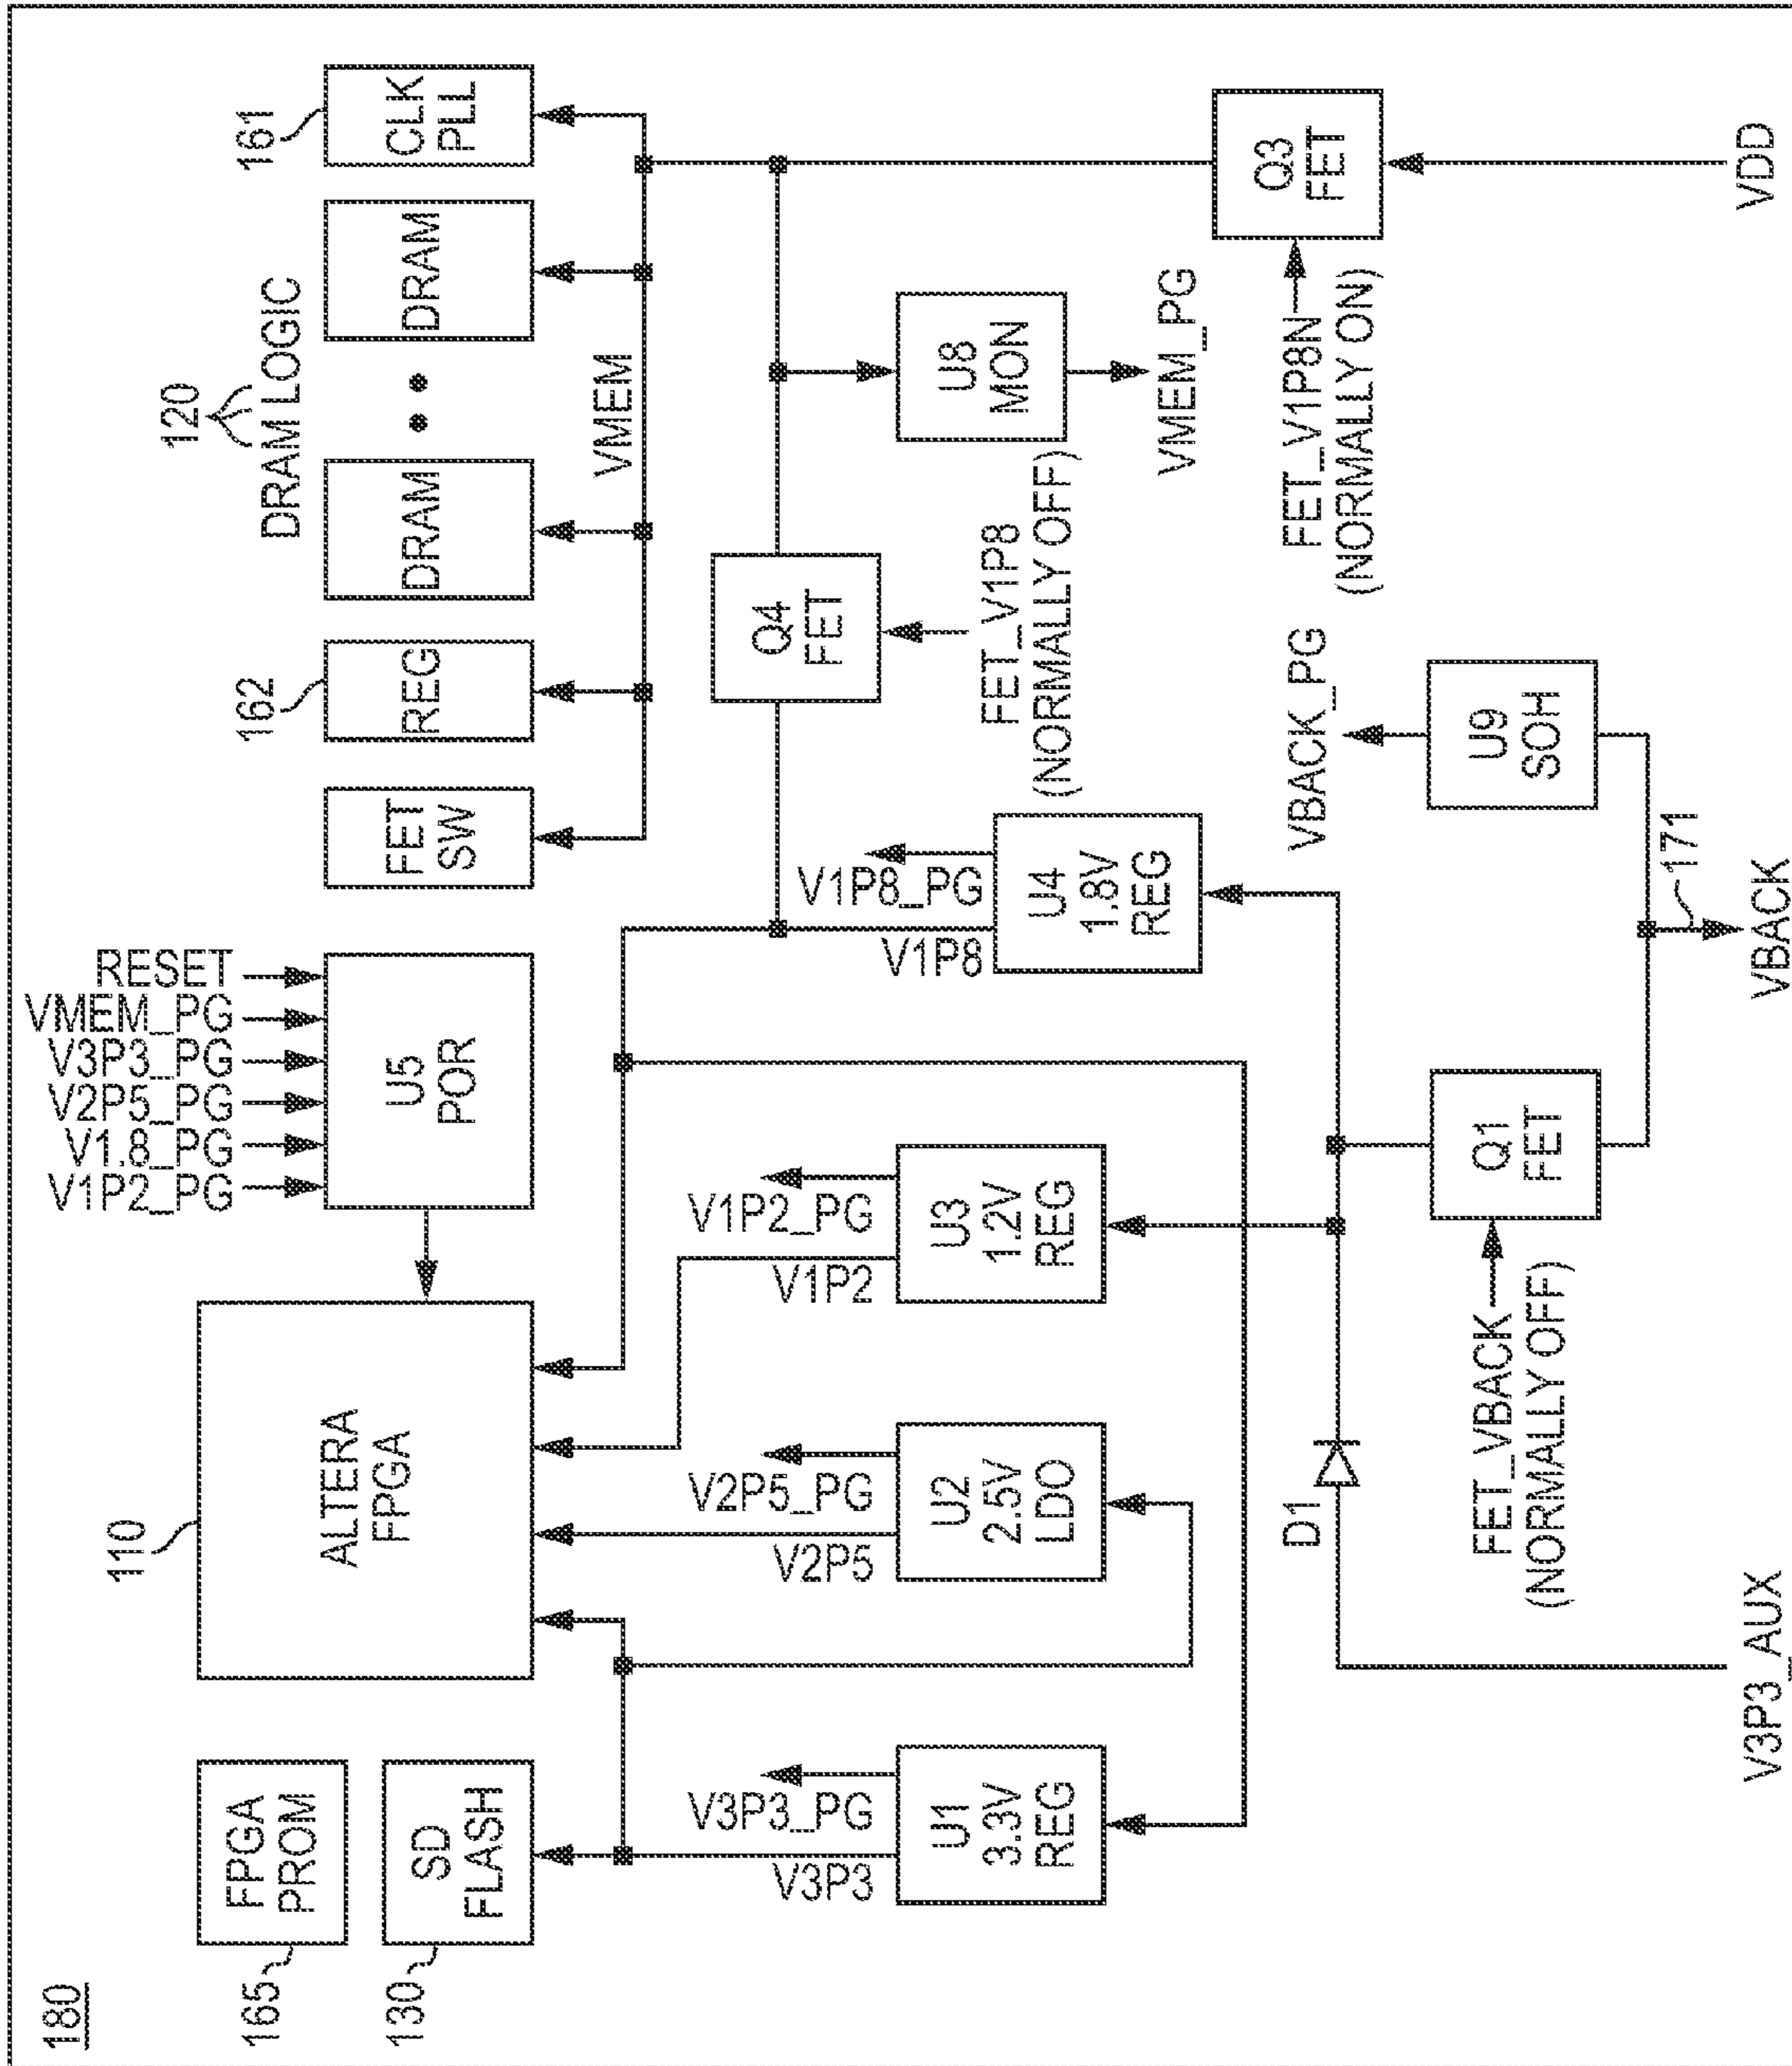 180
165
FPGA
PROM
130
SD
FLASH
110
ALTERA
FPGA
RESET
VMEM_PG
V3P3_PG
V2P5_PG
V1.8_PG
V1P2_PG
U5
POR
FET
SW
162
REG
120
DRAM LOGIC
DRAM
DRAM
161
CLK
PLL
VMEM
V3P3_PG
V3P3
U1
3.3V
REG
V2P5_PG
V2P5
U2
2.5V
LDO
V1P2_PG
V1P2
U3
1.2V
REG
V1P8_PG
V1P8
U4
1.8V
REG
Q4
FET
FET_V1P8
(NORMALLY OFF)
U8
MON
VMEM_PG
Q3
FET
FET_V1P8N
(NORMALLY ON)
VDD
D1
V3P3_AUX
FET_VBACK
(NORMALLY OFF)
Q1
FET
VBACK_PG
U9
SOH
171
VBACK